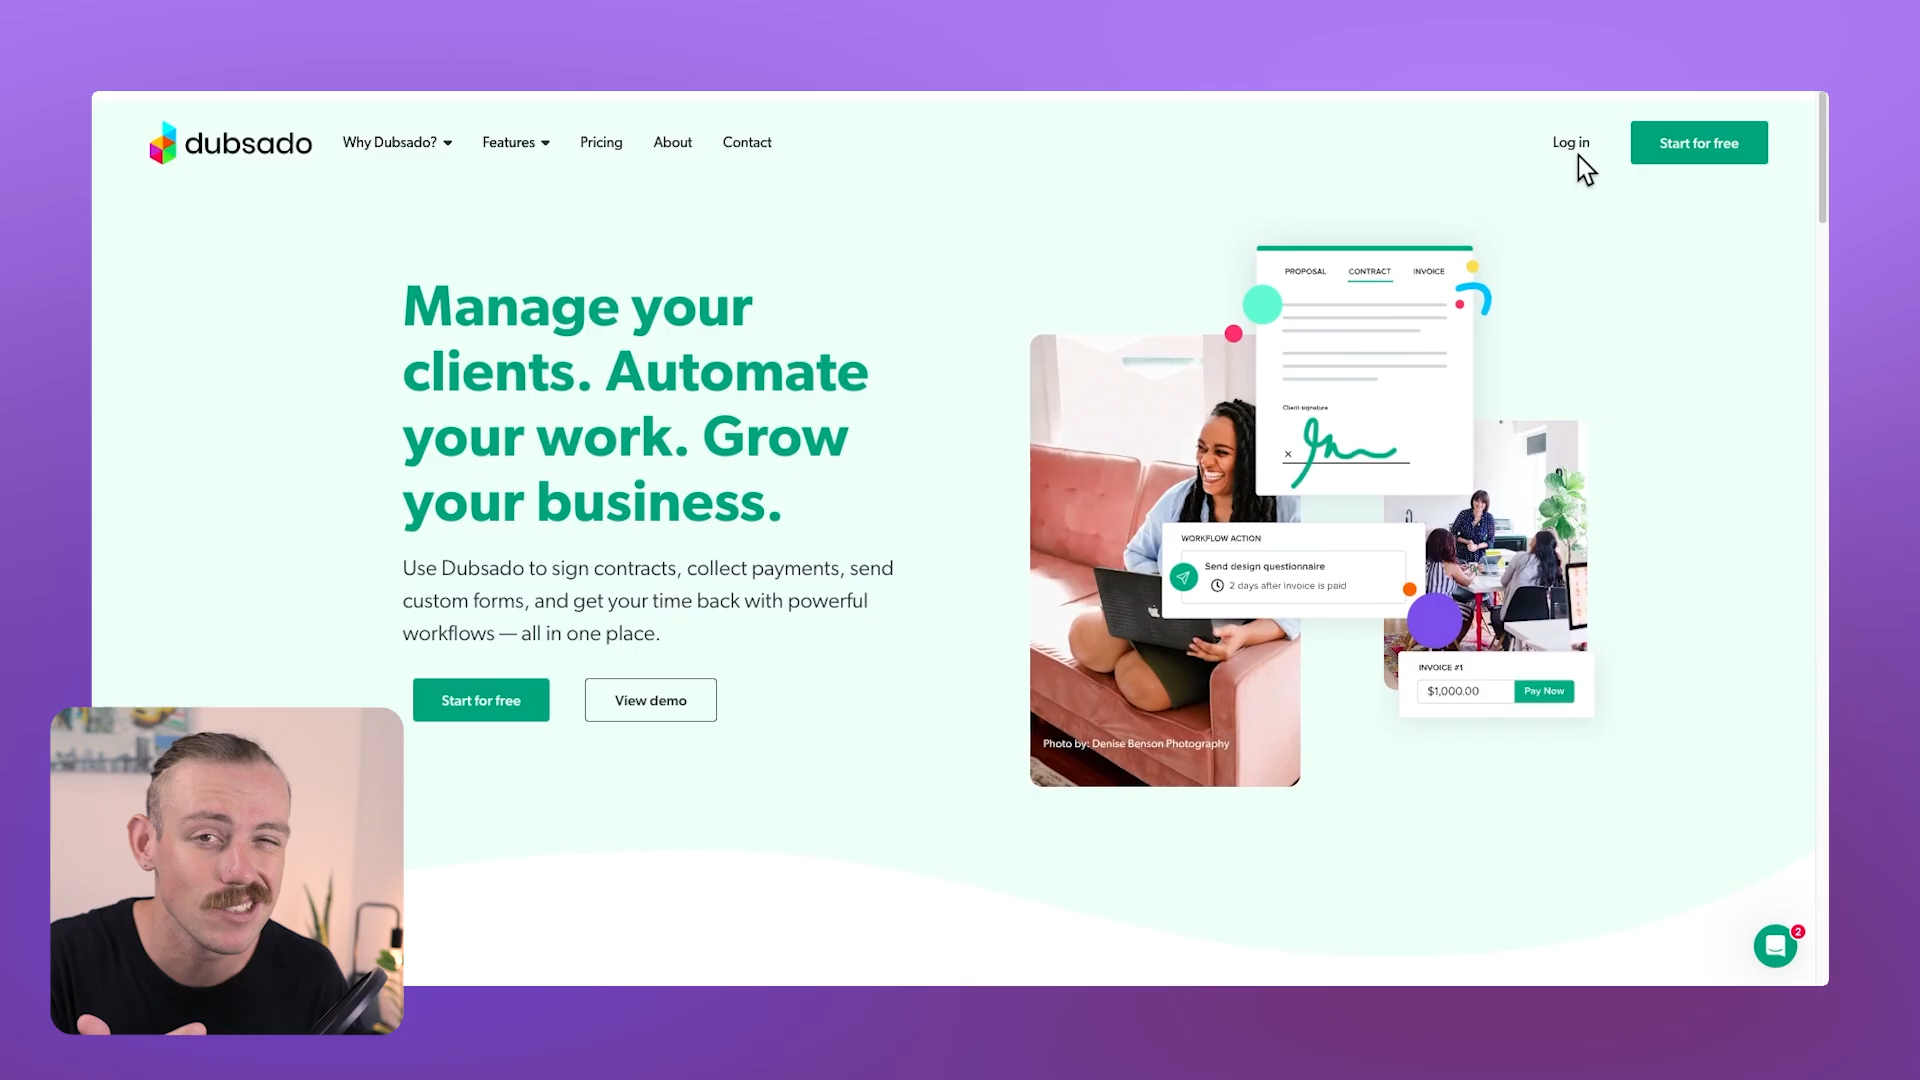 dubsado
Why Dubsado?
Features
Pricing
About
Contact
Log in
Start for free
Manage your
clients. Automate
your work. Grow
your business.
Use Dubsado to sign contracts, collect payments, send
custom forms, and get your time back with powerful
workflows — all in one place.
Start for free
View demo
PROPOSAL
CONTRACT
INVOICE
Client signature
×
WORKFLOW ACTION
Send design questionnaire
2 days after invoice is paid
INVOICE #1
$1,000.00
Pay Now
Photo by: Denise Benson Photography
2